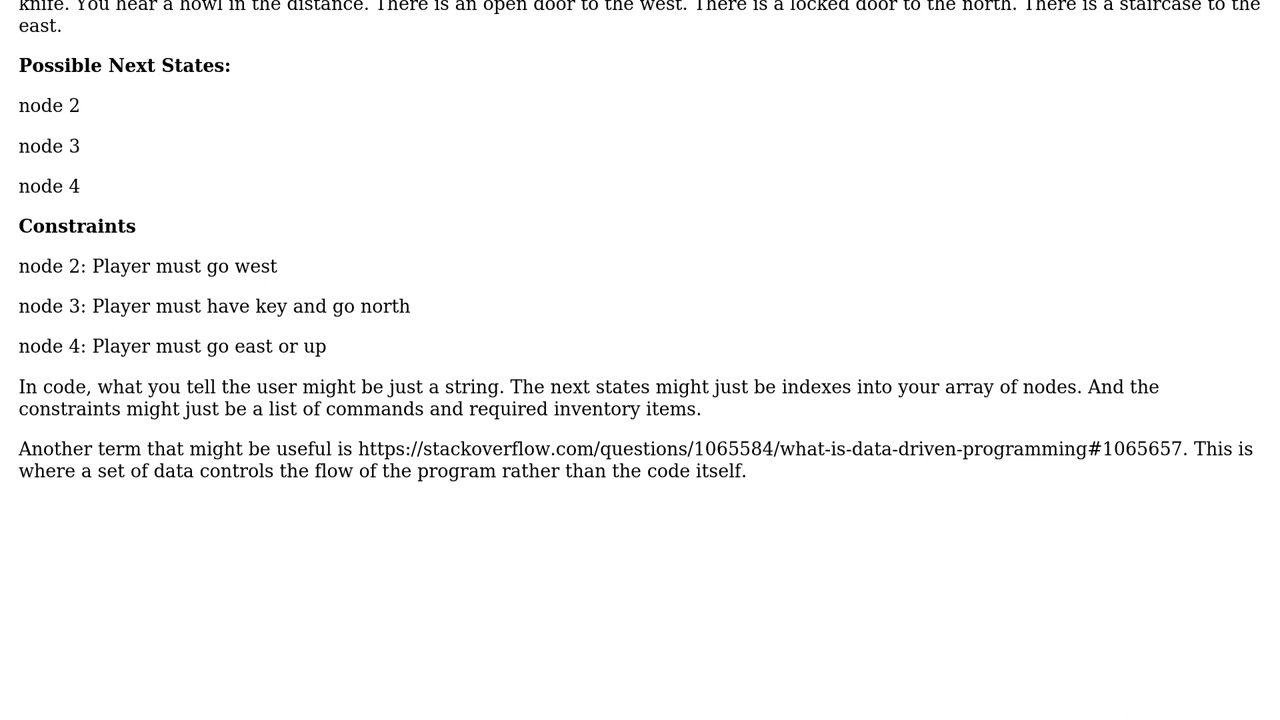 knife. You hear a howl in the distance. There is an open door to the west. There is a locked door to the north. There is a staircase to the
east.
Possible Next States:
node 2
node 3
node 4
Constraints
node 2: Player must go west
node 3: Player must have key and go north
node 4: Player must go east or up
In code, what you tell the user might be just a string. The next states might just be indexes into your array of nodes. And the
constraints might just be a list of commands and required inventory items.
Another term that might be useful is https://stackoverflow.com/questions/1065584/what-is-data-driven-programming#1065657. This is
where a set of data controls the flow of the program rather than the code itself.